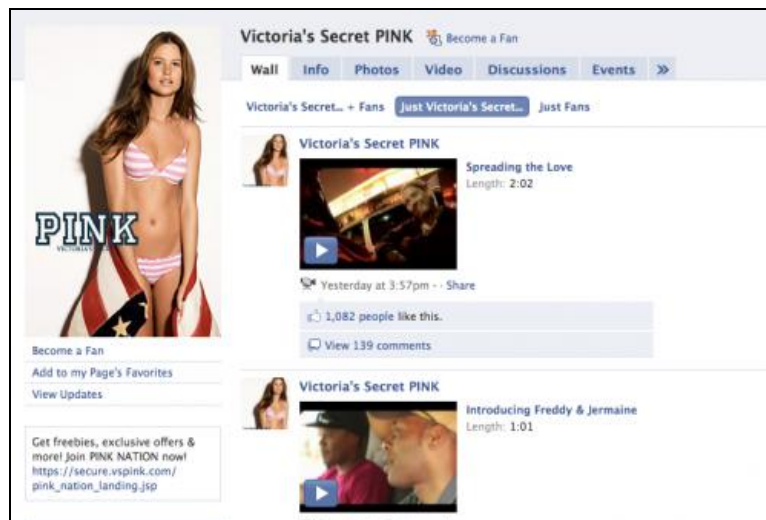 Victoria's Secret PINK Become a Fan
Wall Info Photos Video Discussions Events »
Victoria's Secret... + Fans Just Victoria's Secret... Just Fans
Victoria's Secret PINK
Spreading the Love
Length: 2:02
Yesterday at 3:57pm - - Share
1,082 people like this.
View 139 comments
Victoria's Secret PINK
Introducing Freddy & Jermaine
Length: 1:01
PINK
Become a Fan
Add to my Page's Favorites
View Updates
Get freebies, exclusive offers &
more! Join PINK NATION now!
https://secure.vspink.com/
pink_nation_landing.jsp